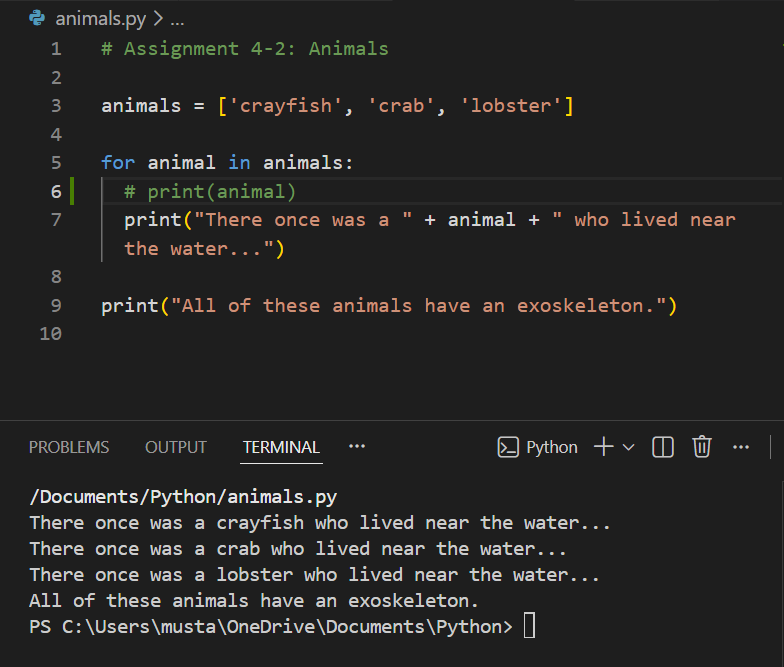 animals.py > ...
1 # Assignment 4-2: Animals
2
3 animals = ['crayfish', 'crab', 'lobster']
4
5 for animal in animals:
6 # print(animal)
7 print("There once was a " + animal + " who lived near
the water...")
8
9 print("All of these animals have an exoskeleton.")
10
PROBLEMS OUTPUT TERMINAL ... Python
/Documents/Python/animals.py
There once was a crayfish who lived near the water...
There once was a crab who lived near the water...
There once was a lobster who lived near the water...
All of these animals have an exoskeleton.
PS C:\Users\musta\OneDrive\Documents\Python>